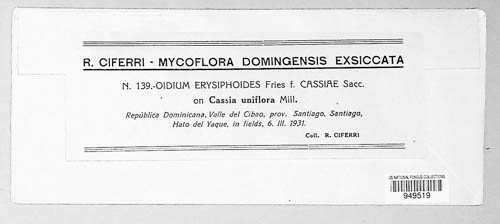 R. CIFERRI - MYCOFLORA DOMINGENSIS EXSICCATA
N. 139.-OIDIUM ERYSIPHOIDES Fries f. CASSIAE Sacc.
on Cassia uniflora Mill.
República Dominicana, Valle del Cibao, prov. Santiago, Santiago,
Hato del Yaque, in fields, 6. III. 1931.
Coll. R. CIFERRI
US NATIONAL FUNGUS COLLECTIONS
949519